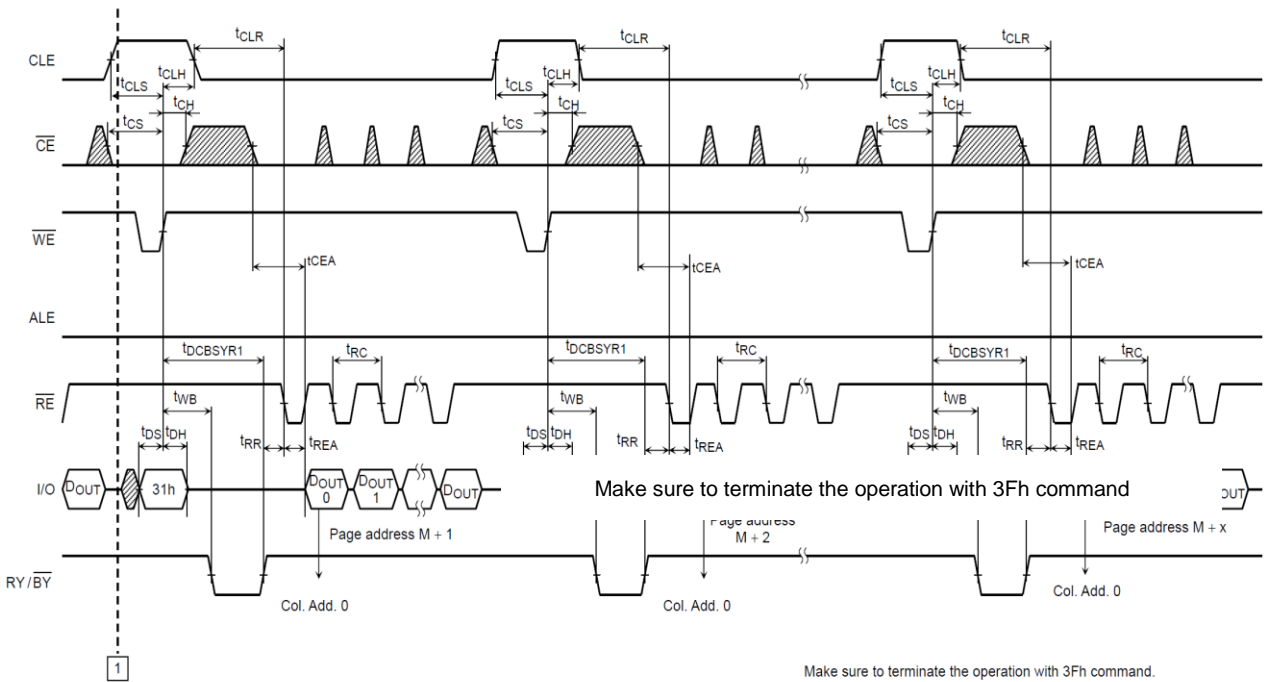 tCLR tCLR tCLR
CLE
tCLH tCLH tCLH
tCLS tCLS tCLS
tCH tCH tCH
tCS tCS tCS
CE
WE
tCEA tCEA tCEA
ALE
tDCBSYR1 tRC tDCBSYR1 tRC tDCBSYR1 tRC
RE
tWB tWB tWB
tDS tDH tRR tREA tDS tDH tRR tREA tDS tDH tRR tREA
I/O DOUT 31h DOUT 0 DOUT 1 DOUT
Make sure to terminate the operation with 3Fh command
Page address M + 1
Page address M + 2
Page address M + x
RY/BY
Col. Add. 0 Col. Add. 0 Col. Add. 0
1
Make sure to terminate the operation with 3Fh command.